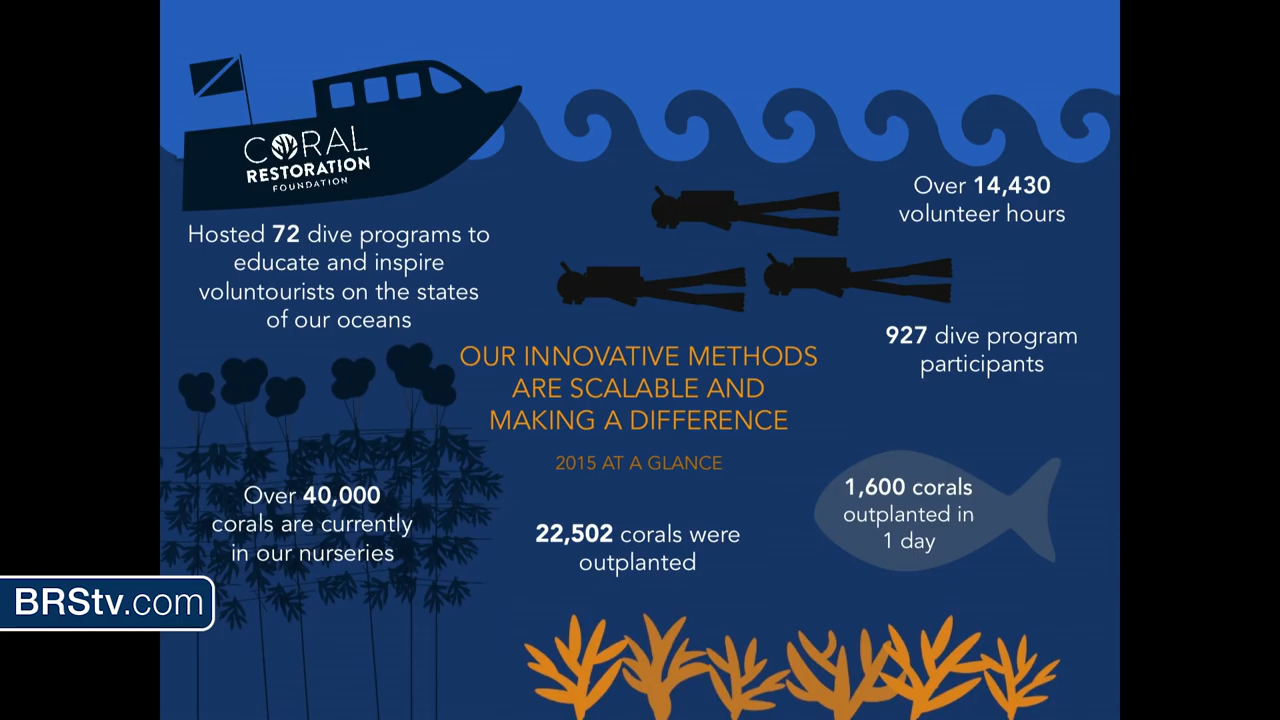 CORAL
RESTORATION
FOUNDATION
Over 14,430
volunteer hours
Hosted 72 dive programs to
educate and inspire
voluntourists on the states
of our oceans
927 dive program
participants
OUR INNOVATIVE METHODS
ARE SCALABLE AND
MAKING A DIFFERENCE
2015 AT A GLANCE
Over 40,000
corals are currently
in our nurseries
22,502 corals were
outplanted
1,600 corals
outplanted in
1 day
BRStv.com